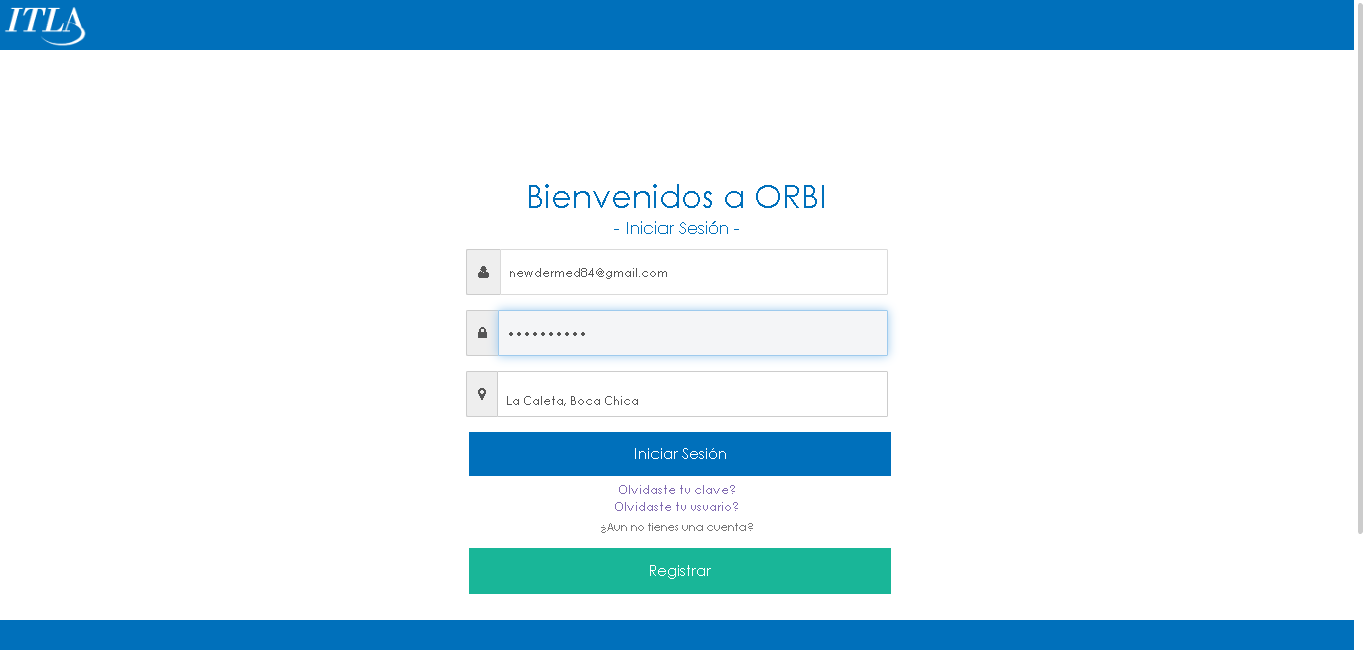 ITLA
Bienvenidos a ORBI
- Iniciar Sesión -
newdermed84@gmail.com
••••••••••
La Caleta, Boca Chica
Iniciar Sesión
Olvidaste tu clave?
Olvidaste tu usuario?
¿Aun no tienes una cuenta?
Registrar